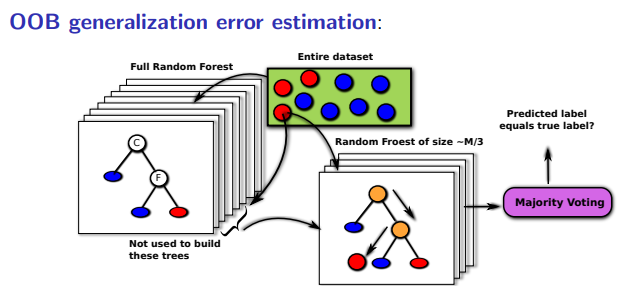 OOB generalization error estimation:
Entire dataset
Full Random Forest
Predicted label
equals true label?
Random Froest of size ~M/3
C
F
Majority Voting
Not used to build
these trees